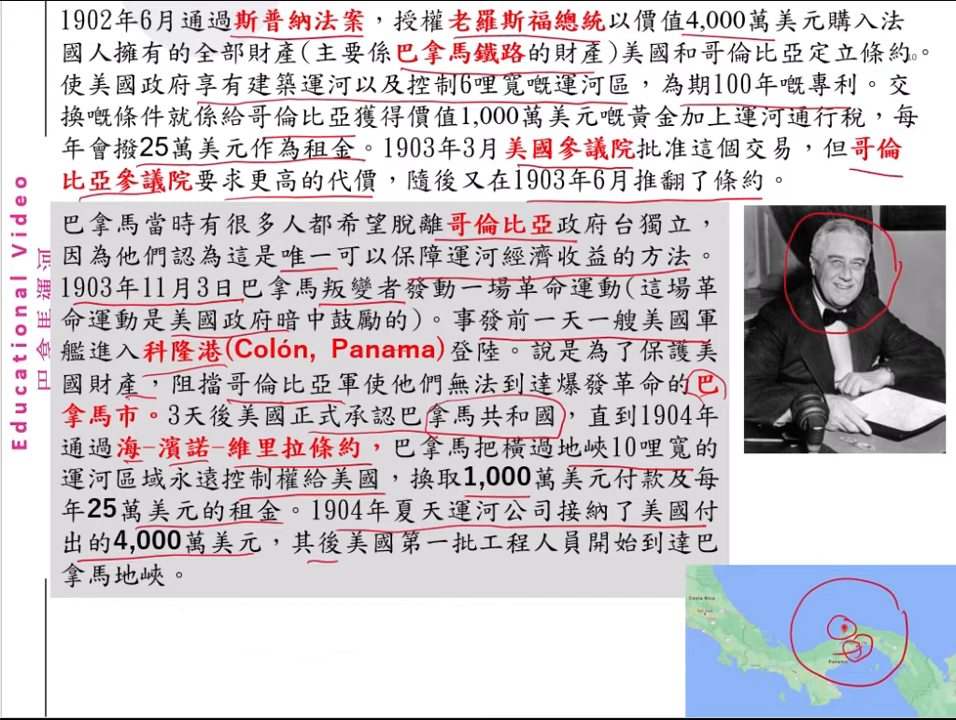 1902年6月通過斯普納法案，授權老羅斯福總統以價值4,000萬美元購入法
國人擁有的全部財產(主要係巴拿馬鐵路的財產)美國和哥倫比亞定立條約。
使美國政府享有建築運河以及控制6哩寬嘅運河區，為期100年嘅專利。交
換嘅條件就係給哥倫比亞獲得價值1,000萬美元嘅黃金加上運河通行稅，每
年會撥25萬美元作為租金。1903年3月美國參議院批准這個交易，但哥倫
比亞參議院要求更高的代價，隨後又在1903年6月推翻了條約。
巴拿馬當時有很多人都希望脫離哥倫比亞政府台獨立，
因為他們認為這是唯一可以保障運河經濟收益的方法。
1903年11月3日巴拿馬叛變者發動一場革命運動(這場革
命運動是美國政府暗中鼓勵的)。事發前一天一艘美國軍
艦進入科隆港(Colón, Panama)登陸。說是為了保護美
國財產，阻擋哥倫比亞軍使他們無法到達爆發革命的巴
拿馬市。3天後美國正式承認巴拿馬共和國，直到1904年
通過海-濱諾-維里拉條約，巴拿馬把橫過地峽10哩寬的
運河區域永遠控制權給美國，換取1,000萬美元付款及每
年25萬美元的租金。1904年夏天運河公司接納了美國付
出的4,000萬美元，其後美國第一批工程人員開始到達巴
拿馬地峽。
Educational Video
巴拿馬運河
Costa Rica
Panama